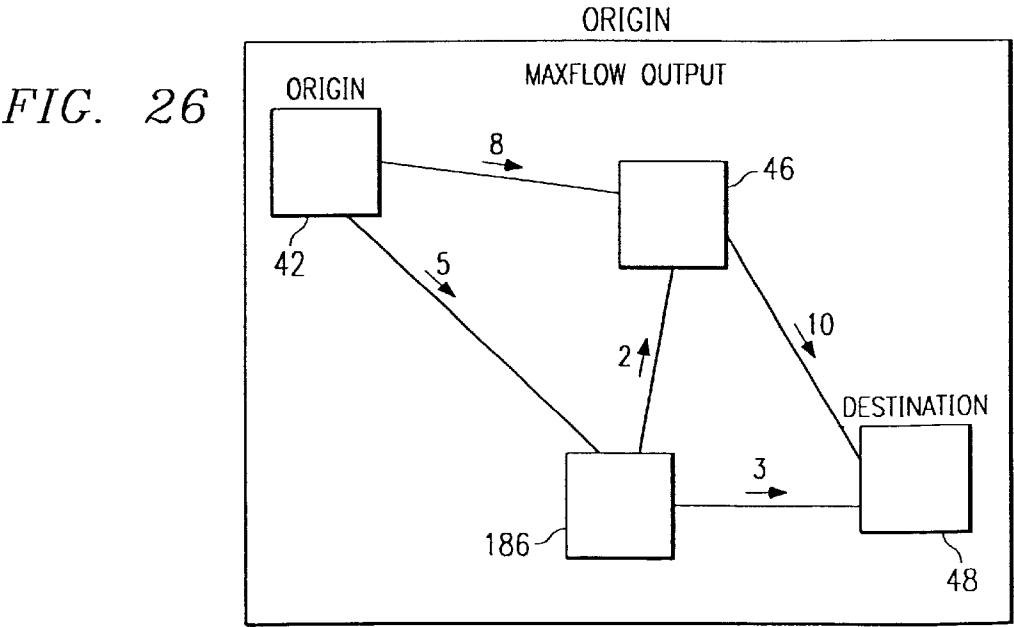 ORIGIN
MAXFLOW OUTPUT
FIG. 26
ORIGIN
8
46
42
5
10
2
DESTINATION
3
186
48